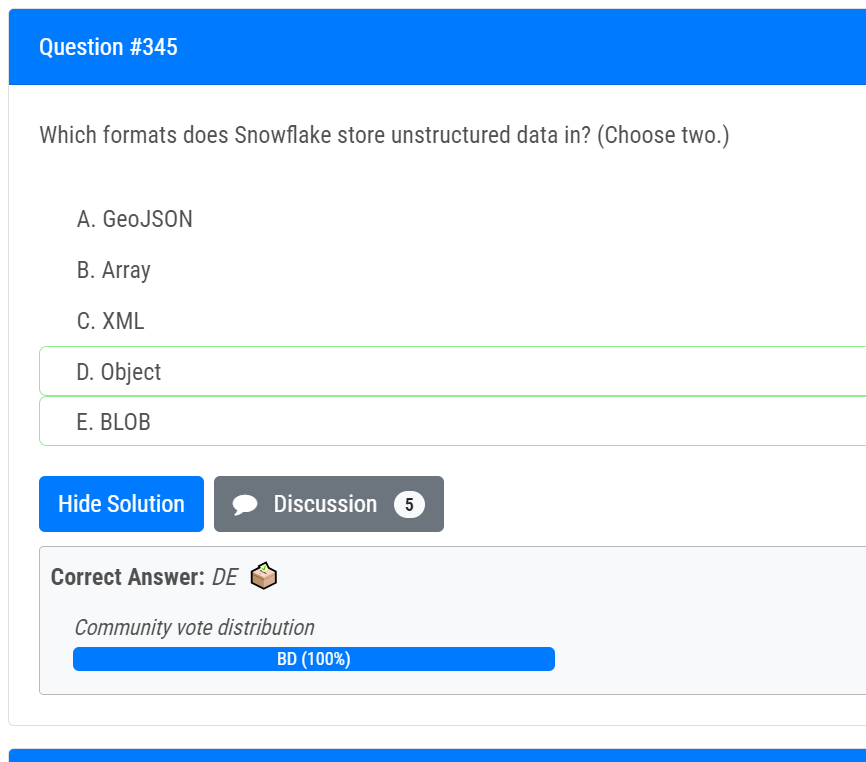 Question #345
Which formats does Snowflake store unstructured data in? (Choose two.)
A. GeoJSON
B. Array
C. XML
D. Object
E. BLOB
Hide Solution
Discussion 5
Correct Answer: DE
Community vote distribution
BD (100%)